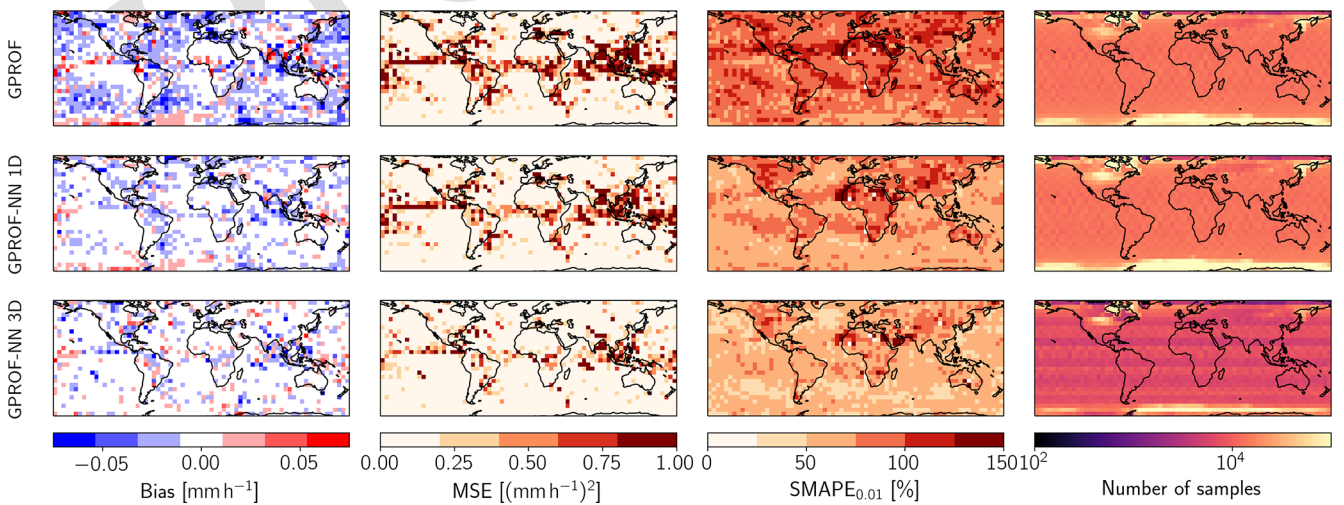 GPROF
GPROF-NN 1D
GPROF-NN 3D
−0.05 0.00 0.05
0.00 0.25 0.50 0.75 1.00
0 50 100 150
10² 10⁴
Bias [mm h⁻¹]
MSE [(mm h⁻¹)²]
SMAPE₀.₀₁ [%]
Number of samples